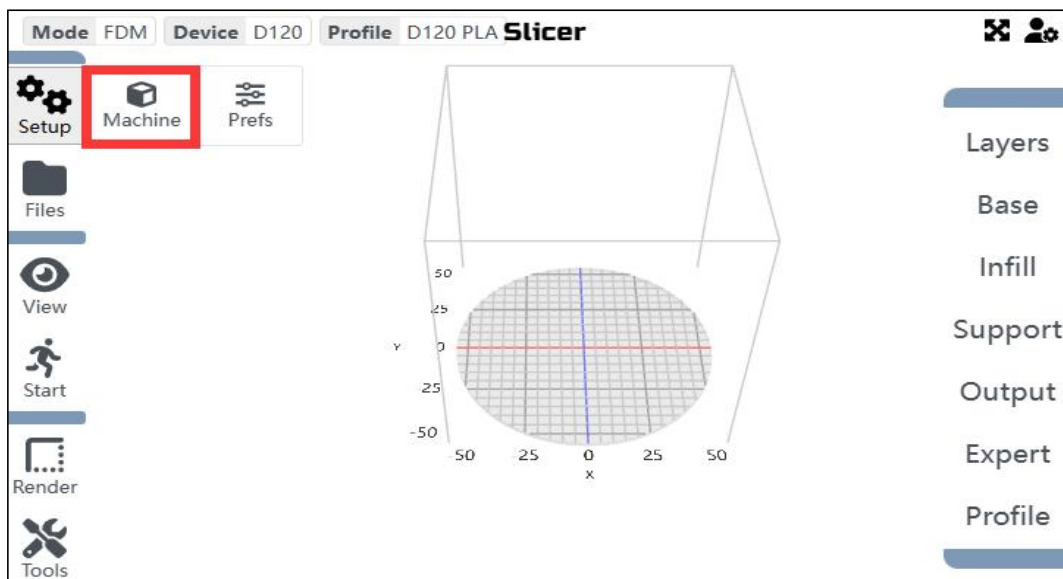 Mode FDM Device D120 Profile D120 PLA Slicer
Setup
Machine
Prefs
Files
View
Start
Render
Tools
50
25
Y 0
25
-50
50 25 0 25 50
X
Layers
Base
Infill
Support
Output
Expert
Profile